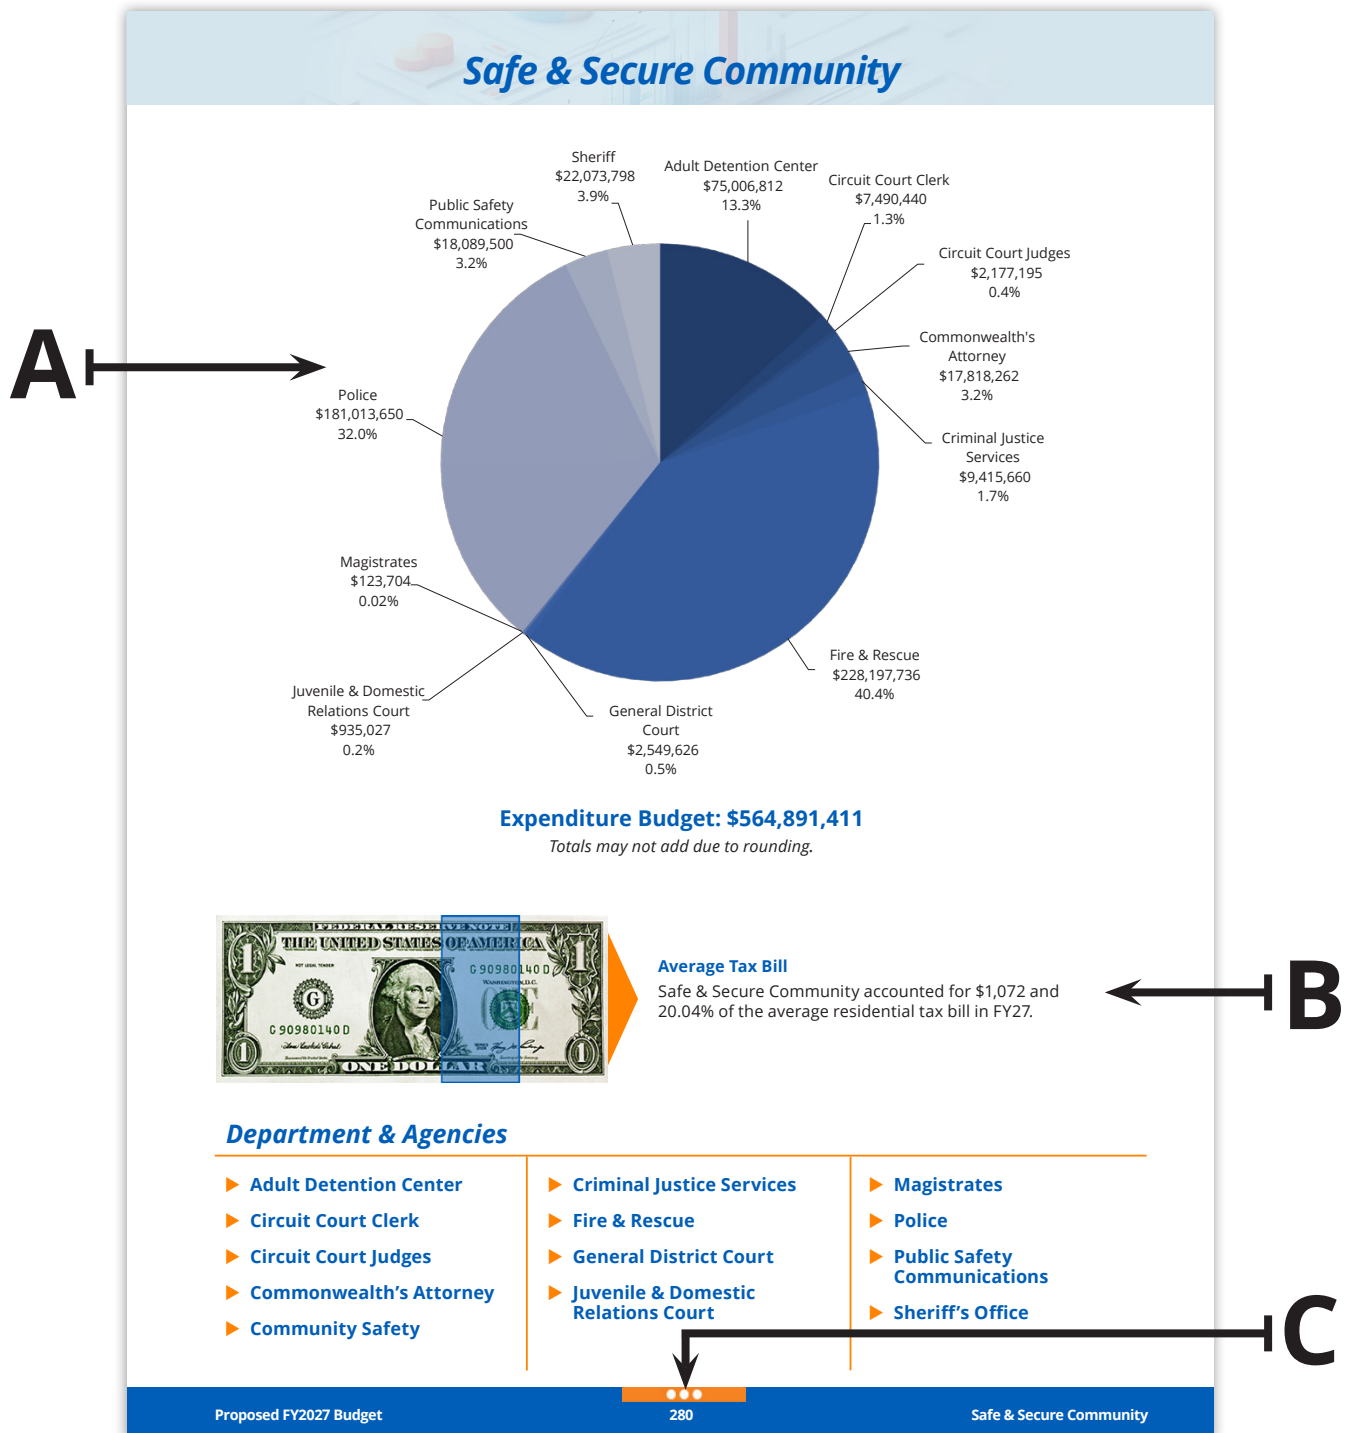 Safe & Secure Community
Sheriff
$22,073,798
3.9%
Adult Detention Center
$75,006,812
13.3%
Circuit Court Clerk
$7,490,440
1.3%
Public Safety
Communications
$18,089,500
3.2%
Circuit Court Judges
$2,177,195
0.4%
Commonwealth's
Attorney
$17,818,262
3.2%
A
Police
$181,013,650
32.0%
Criminal Justice
Services
$9,415,660
1.7%
Magistrates
$123,704
0.02%
Fire & Rescue
$228,197,736
40.4%
Juvenile & Domestic
Relations Court
$935,027
0.2%
General District
Court
$2,549,626
0.5%
Expenditure Budget: $564,891,411
Totals may not add due to rounding.
FEDERAL RESERVE NOTE
THE UNITED STATES OF AMERICA
1
1
NOT LEGAL TENDER
G 90980140 D
WASHINGTON, D.C.
G
G 90980140 D
1
1
ONE DOLLAR
Average Tax Bill
Safe & Secure Community accounted for $1,072 and
20.04% of the average residential tax bill in FY27.
B
Department & Agencies
Adult Detention Center
Circuit Court Clerk
Circuit Court Judges
Commonwealth’s Attorney
Community Safety
Criminal Justice Services
Fire & Rescue
General District Court
Juvenile & Domestic
Relations Court
Magistrates
Police
Public Safety
Communications
Sheriff’s Office
C
Proposed FY2027 Budget
280
Safe & Secure Community